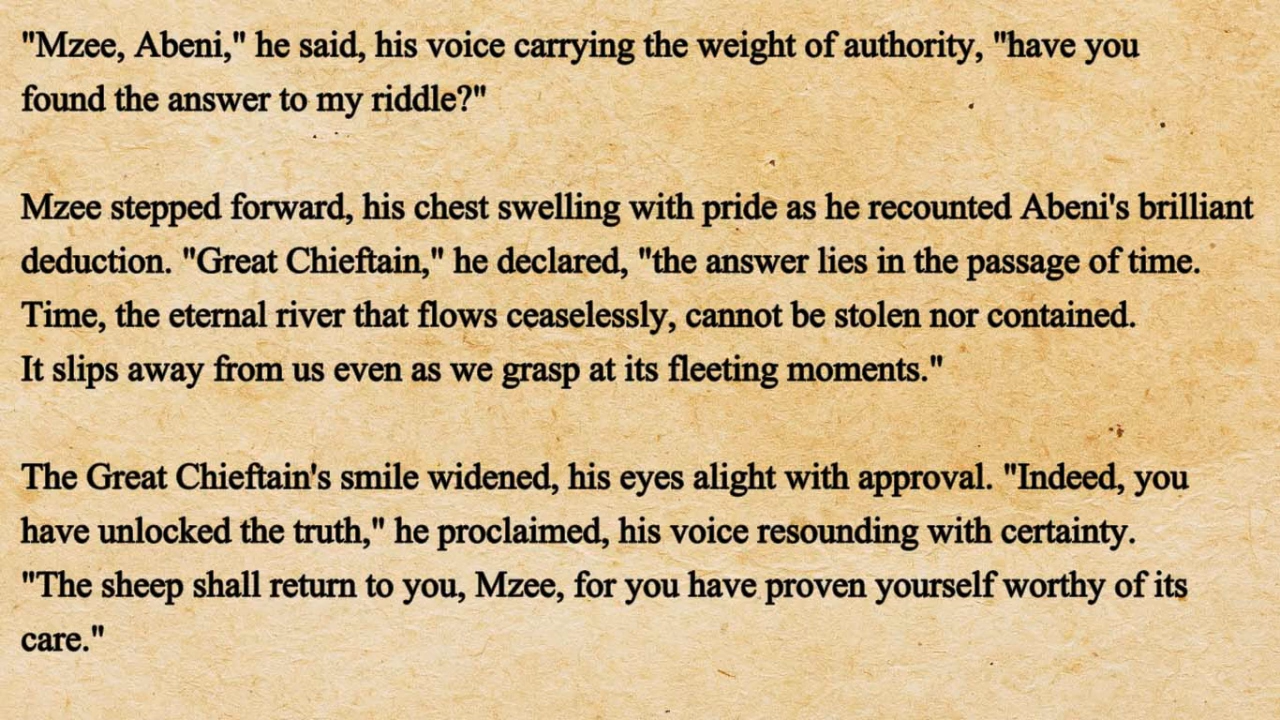 "Mzee, Abeni," he said, his voice carrying the weight of authority, "have you
found the answer to my riddle?"
Mzee stepped forward, his chest swelling with pride as he recounted Abeni's brilliant
deduction. "Great Chieftain," he declared, "the answer lies in the passage of time.
Time, the eternal river that flows ceaselessly, cannot be stolen nor contained.
It slips away from us even as we grasp at its fleeting moments."
The Great Chieftain's smile widened, his eyes alight with approval. "Indeed, you
have unlocked the truth," he proclaimed, his voice resounding with certainty.
"The sheep shall return to you, Mzee, for you have proven yourself worthy of its
care."